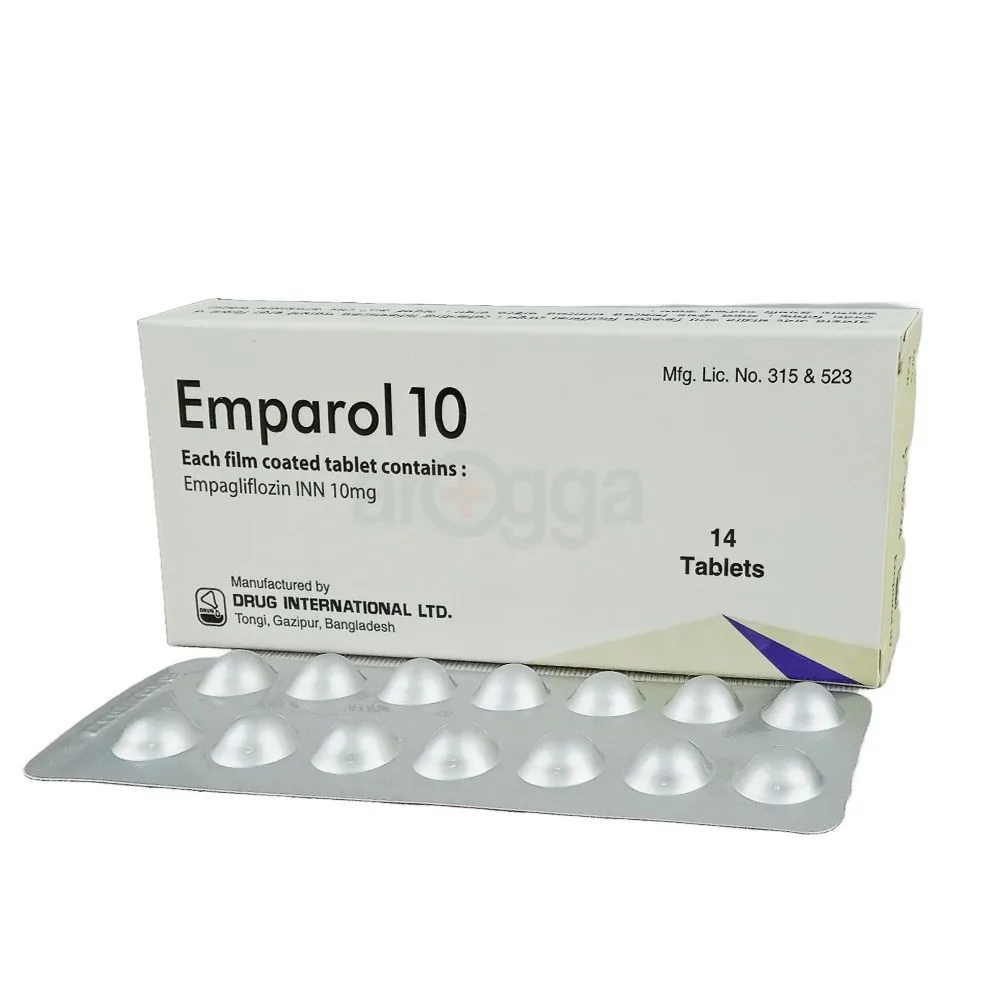 Mfg. Lic. No. 315 & 523
Emparol 10
Each film coated tablet contains :
Empagliflozin INN 10mg
arogga
14
Tablets
Manufactured by
DRUG INTERNATIONAL LTD.
Tongi, Gazipur, Bangladesh
DRUG